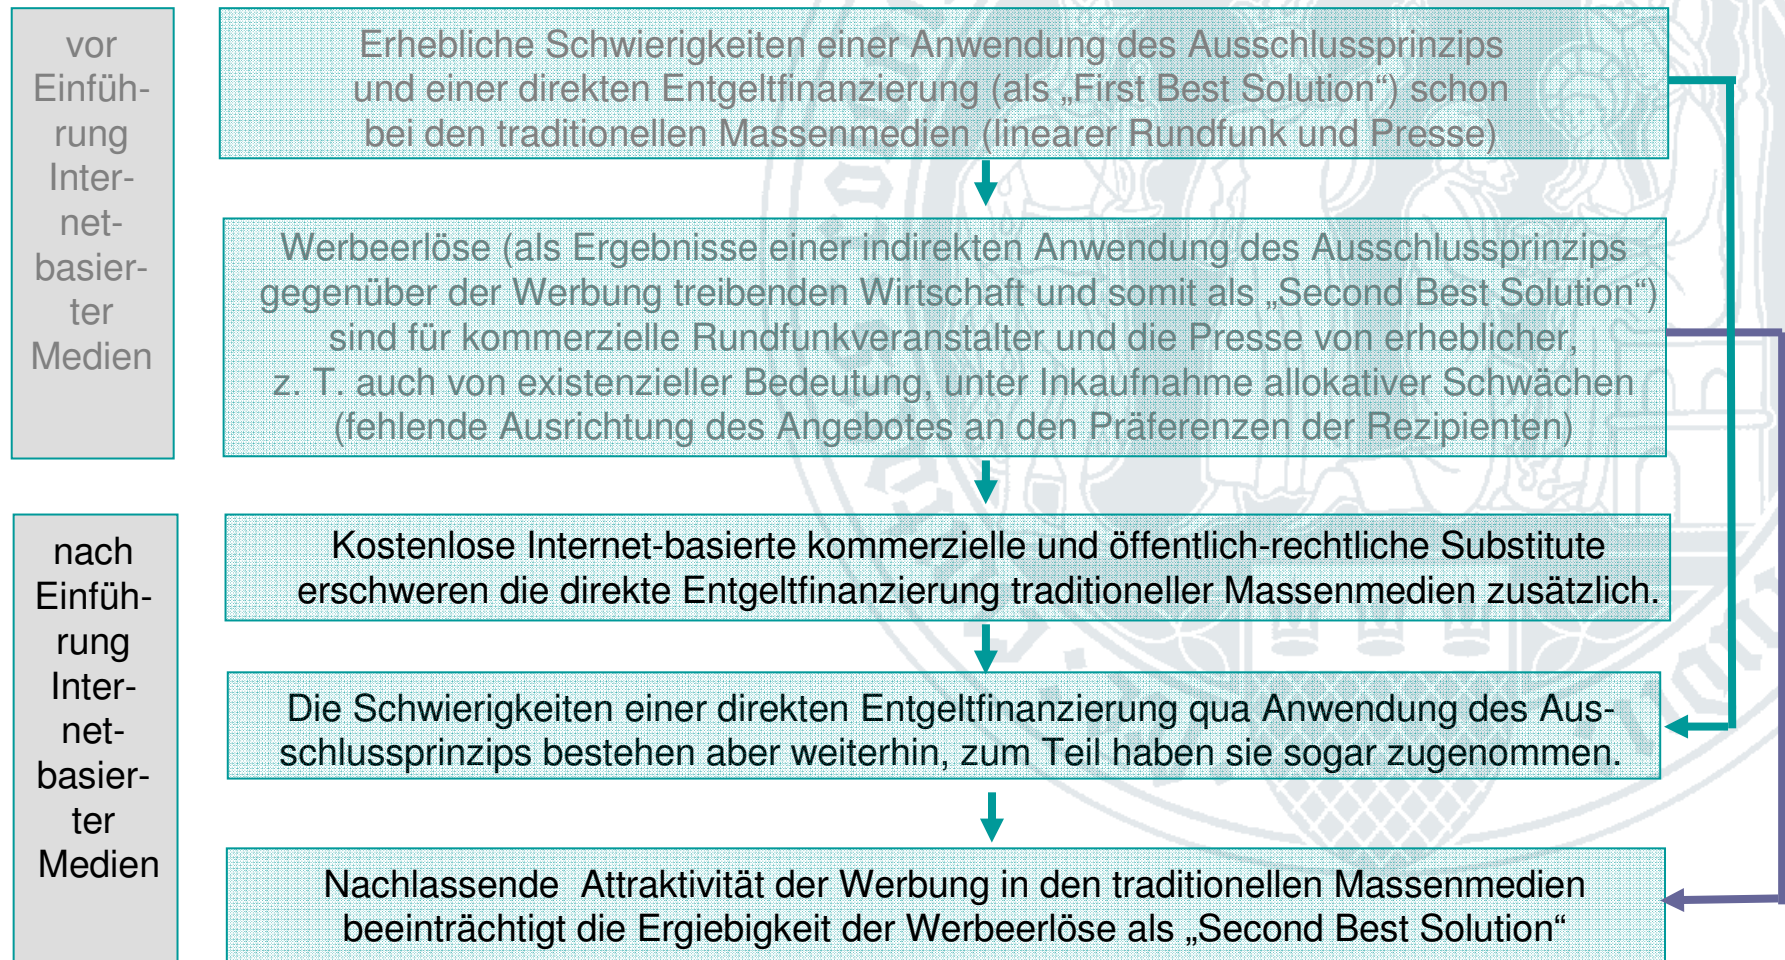 vor
Einfüh-
rung
Inter-
net-
basier-
ter
Medien
Erhebliche Schwierigkeiten einer Anwendung des Ausschlussprinzips
und einer direkten Entgeltfinanzierung (als „First Best Solution“) schon
bei den traditionellen Massenmedien (linearer Rundfunk und Presse)
Werbeerlöse (als Ergebnisse einer indirekten Anwendung des Ausschlussprinzips
gegenüber der Werbung treibenden Wirtschaft und somit als „Second Best Solution“)
sind für kommerzielle Rundfunkveranstalter und die Presse von erheblicher,
z. T. auch von existenzieller Bedeutung, unter Inkaufnahme allokativer Schwächen
(fehlende Ausrichtung des Angebotes an den Präferenzen der Rezipienten)
nach
Einfüh-
rung
Inter-
net-
basier-
ter
Medien
Kostenlose Internet-basierte kommerzielle und öffentlich-rechtliche Substitute
erschweren die direkte Entgeltfinanzierung traditioneller Massenmedien zusätzlich.
Die Schwierigkeiten einer direkten Entgeltfinanzierung qua Anwendung des Aus-
schlussprinzips bestehen aber weiterhin, zum Teil haben sie sogar zugenommen.
Nachlassende Attraktivität der Werbung in den traditionellen Massenmedien
beeinträchtigt die Ergiebigkeit der Werbeerlöse als „Second Best Solution“